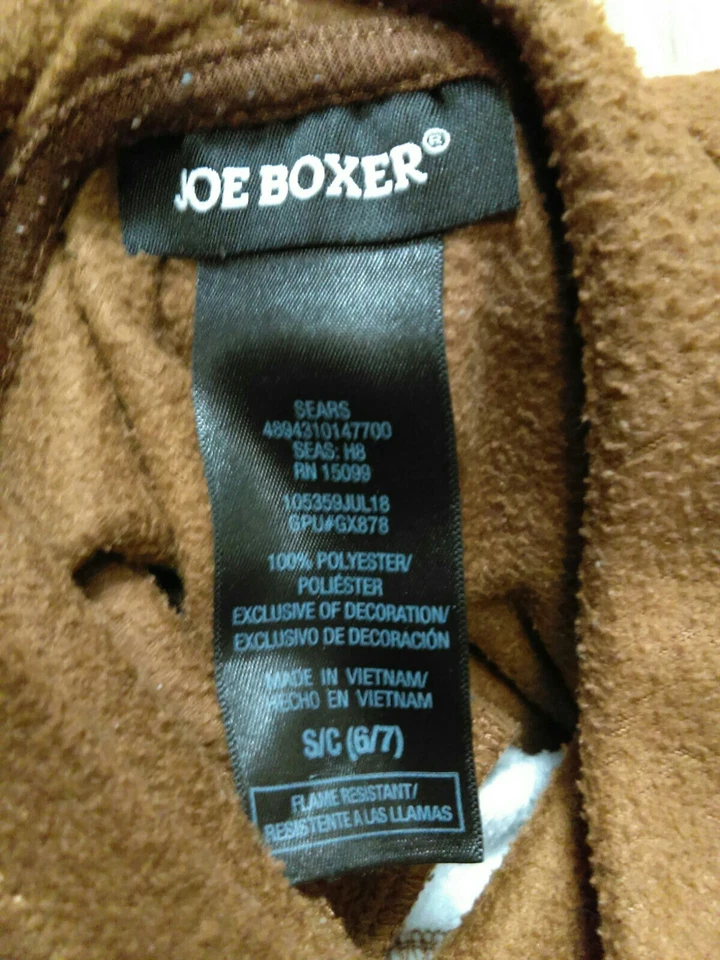 JOE BOXER®
SEARS
4894310147700
SEAS: H8
RN 15099
105359JUL18
GPU#GX878
100% POLYESTER/
POLIÉSTER
EXCLUSIVE OF DECORATION/
EXCLUSIVO DE DECORACIÓN
MADE IN VIETNAM/
HECHO EN VIETNAM
S/C (6/7)
FLAME RESISTANT/
RESISTENTE A LAS LLAMAS